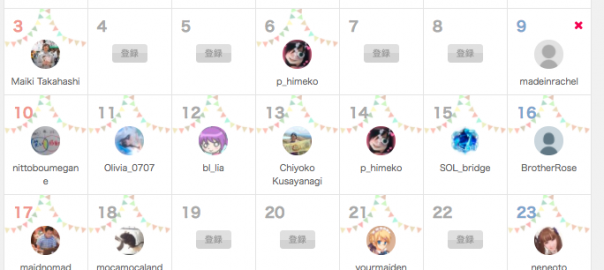 3 4 5 6 7 8 9
登録 登録 登録 登録
Maiki Takahashi p_himeko madeinrachel
10 11 12 13 14 15 16
nittoboumegan Olivia_0707 bl_lia Chiyoko p_himeko SOL_bridge BrotherRose
e Kusayanagi
17 18 19 20 21 22 23
登録 登録 登録
maidnomad mocamocaland yourmaiden nengoto